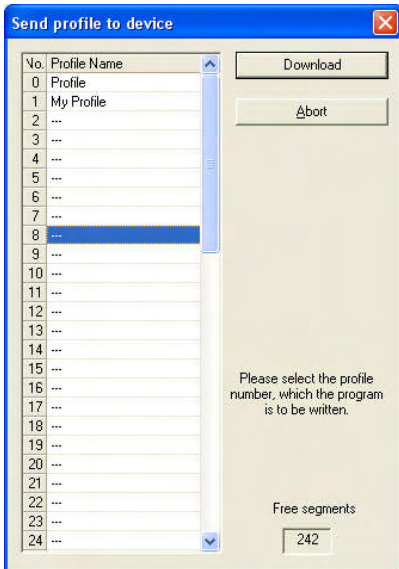 Send profile to device
No. Profile Name
0 Profile
1 My Profile
2 ---
3 ---
4 ---
5 ---
6 ---
7 ---
8 ---
9 ---
10 ---
11 ---
12 ---
13 ---
14 ---
15 ---
16 ---
17 ---
18 ---
19 ---
20 ---
21 ---
22 ---
23 ---
24 ---
Download
Abort
Please select the profile
number, which the program
is to be written.
Free segments
242